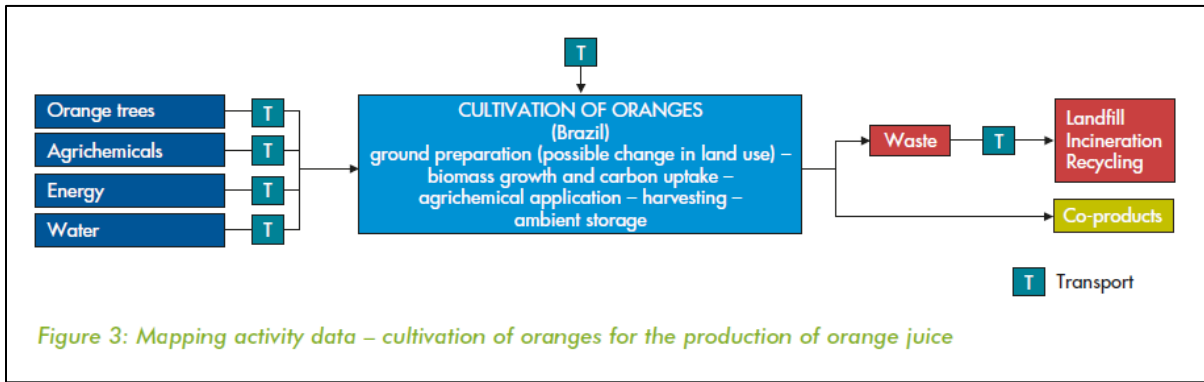 T
Orange trees
T
Agrichemicals
T
Energy
T
Water
T
CULTIVATION OF ORANGES
(Brazil)
ground preparation (possible change in land use) –
biomass growth and carbon uptake –
agrichemical application – harvesting –
ambient storage
Waste
T
Landfill
Incineration
Recycling
Co-products
T Transport
Figure 3: Mapping activity data – cultivation of oranges for the production of orange juice